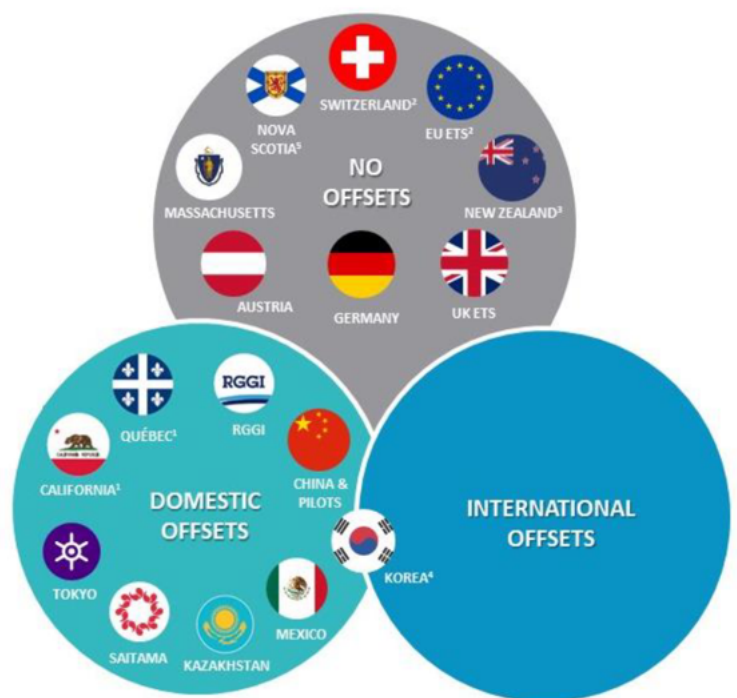 SWITZERLAND²
NOVA
SCOTIA⁵
EU ETS²
NO
OFFSETS
MASSACHUSETTS
NEW ZEALAND³
AUSTRIA
GERMANY
UK ETS
QUÉBEC¹
RGGI
RGGI
CALIFORNIA¹
CHINA &
PILOTS
DOMESTIC
OFFSETS
INTERNATIONAL
OFFSETS
TOKYO
KOREA⁴
SAITAMA
KAZAKHSTAN
MEXICO